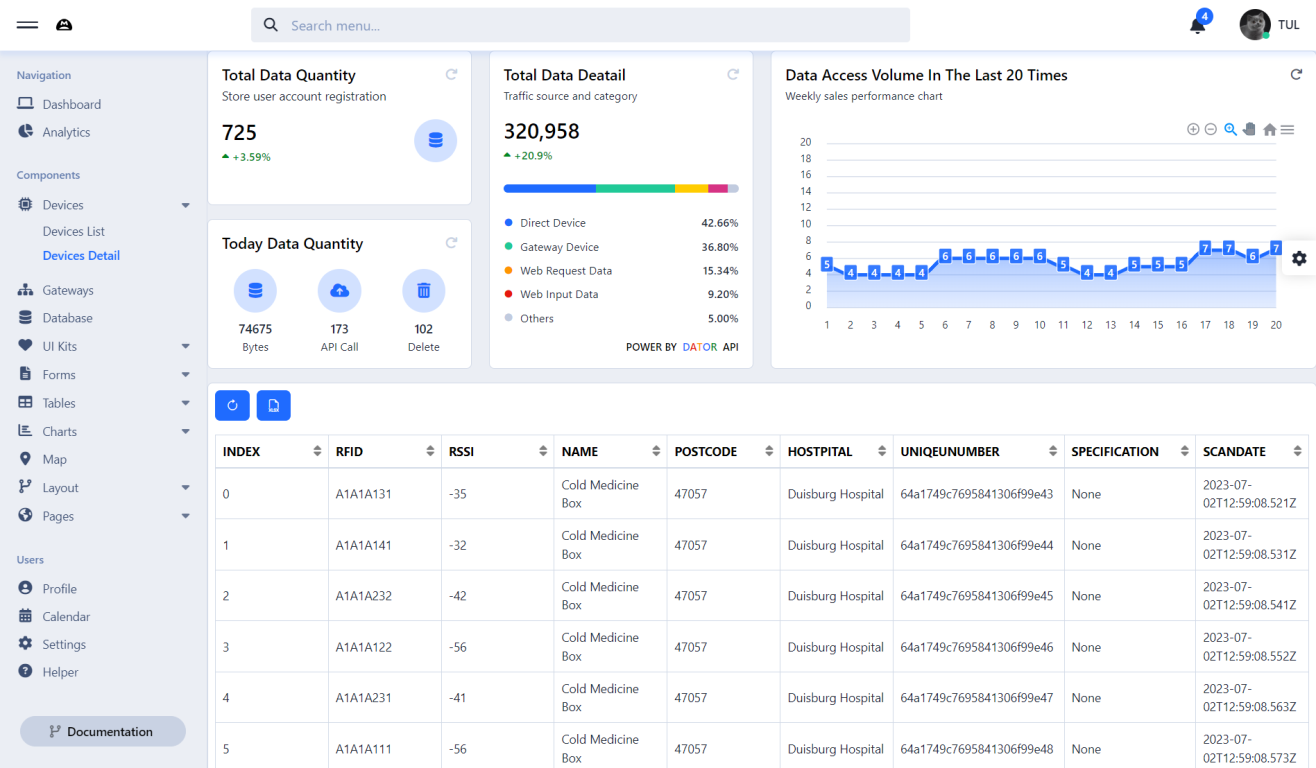 Search menu...
4
TUL
Navigation
Dashboard
Analytics
Components
Devices
Devices List
Devices Detail
Gateways
Database
UI Kits
Forms
Tables
Charts
Map
Layout
Pages
Users
Profile
Calendar
Settings
Helper
Documentation
Total Data Quantity
Store user account registration
725
+3.59%
Today Data Quantity
74675 173 102
Bytes API Call Delete
Total Data Deatail
Traffic source and category
320,958
+20.9%
Direct Device 42.66%
Gateway Device 36.80%
Web Request Data 15.34%
Web Input Data 9.20%
Others 5.00%
POWER BY DATOR API
Data Access Volume In The Last 20 Times
Weekly sales performance chart
20
18
16
14
12
10
8
6
4
2
0
5 4 4 4 4 6 6 6 6 6 5 4 4 5 5 5 7 7 6 7
1 2 3 4 5 6 7 8 9 10 11 12 13 14 15 16 17 18 19 20
INDEX RFID RSSI NAME POSTCODE HOSTPITAL UNIQEUNUMBER SPECIFICATION SCANDATE
0 A1A1A131 -35 Cold Medicine Box 47057 Duisburg Hospital 64a1749c7695841306f99e43 None 2023-07-02T12:59:08.521Z
1 A1A1A141 -32 Cold Medicine Box 47057 Duisburg Hospital 64a1749c7695841306f99e44 None 2023-07-02T12:59:08.531Z
2 A1A1A232 -42 Cold Medicine Box 47057 Duisburg Hospital 64a1749c7695841306f99e45 None 2023-07-02T12:59:08.541Z
3 A1A1A122 -56 Cold Medicine Box 47057 Duisburg Hospital 64a1749c7695841306f99e46 None 2023-07-02T12:59:08.552Z
4 A1A1A231 -41 Cold Medicine Box 47057 Duisburg Hospital 64a1749c7695841306f99e47 None 2023-07-02T12:59:08.563Z
5 A1A1A111 -56 Cold Medicine Box 47057 Duisburg Hospital 64a1749c7695841306f99e48 None 2023-07-02T12:59:08.573Z